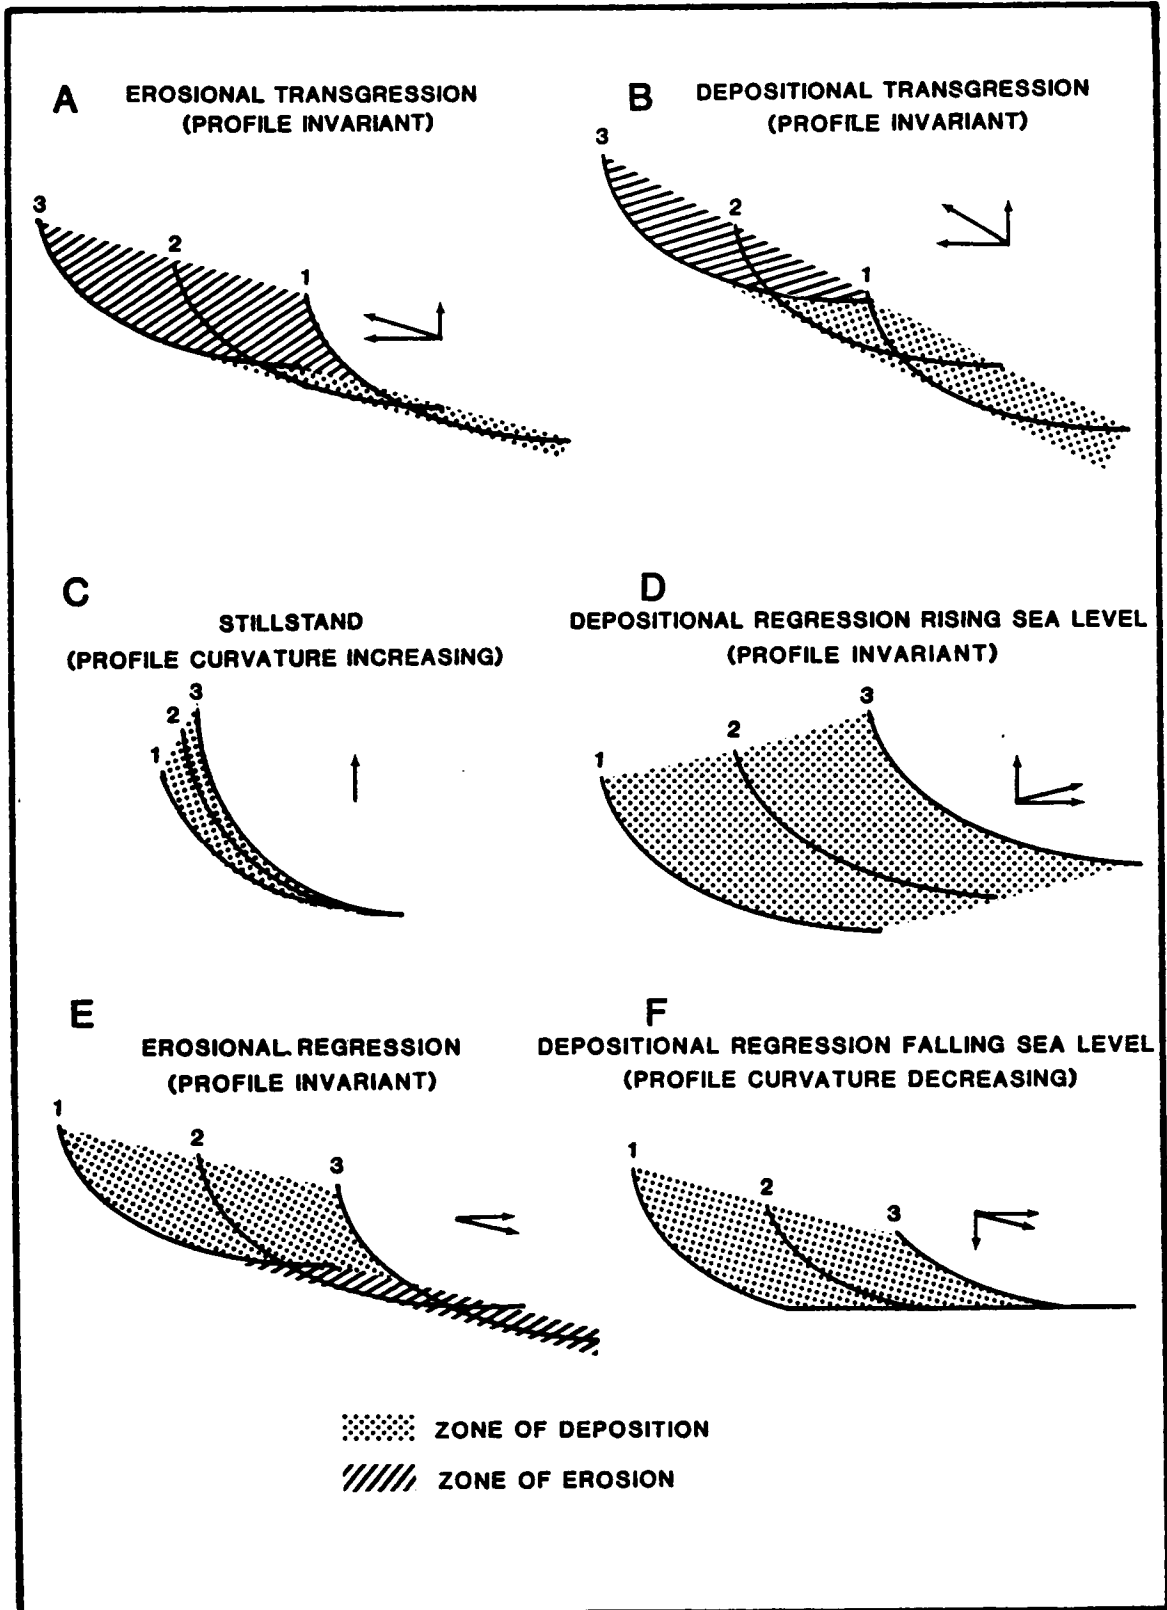 A
EROSIONAL TRANSGRESSION
(PROFILE INVARIANT)
3
2
1
B
DEPOSITIONAL TRANSGRESSION
(PROFILE INVARIANT)
3
2
1
C
STILLSTAND
(PROFILE CURVATURE INCREASING)
3
2
1
D
DEPOSITIONAL REGRESSION RISING SEA LEVEL
(PROFILE INVARIANT)
3
2
1
E
EROSIONAL REGRESSION
(PROFILE INVARIANT)
1
2
3
F
DEPOSITIONAL REGRESSION FALLING SEA LEVEL
(PROFILE CURVATURE DECREASING)
1
2
3
ZONE OF DEPOSITION
ZONE OF EROSION